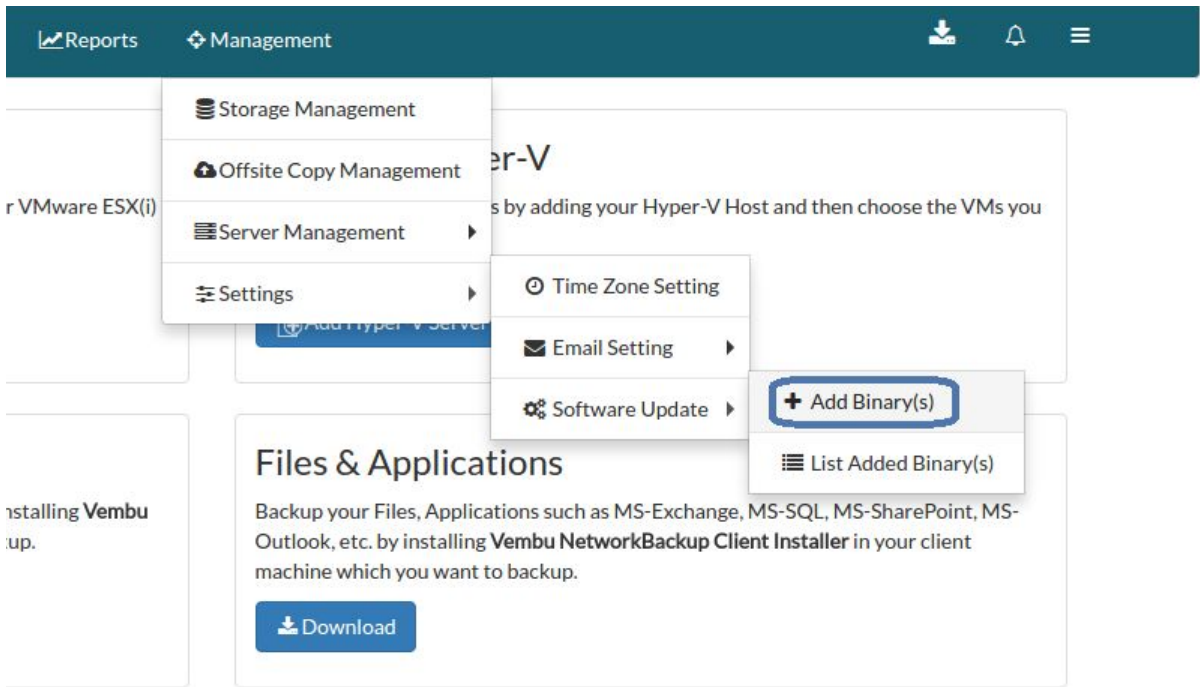 Reports Management
Storage Management
Offsite Copy Management
Server Management
Settings
Time Zone Setting
Email Setting
Software Update
+ Add Binary(s)
List Added Binary(s)
er-V
r VMware ESX(i)
s by adding your Hyper-V Host and then choose the VMs you
Add Hyper-V Server
nstalling Vembu
up.
Files & Applications
Backup your Files, Applications such as MS-Exchange, MS-SQL, MS-SharePoint, MS-
Outlook, etc. by installing Vembu NetworkBackup Client Installer in your client
machine which you want to backup.
Download